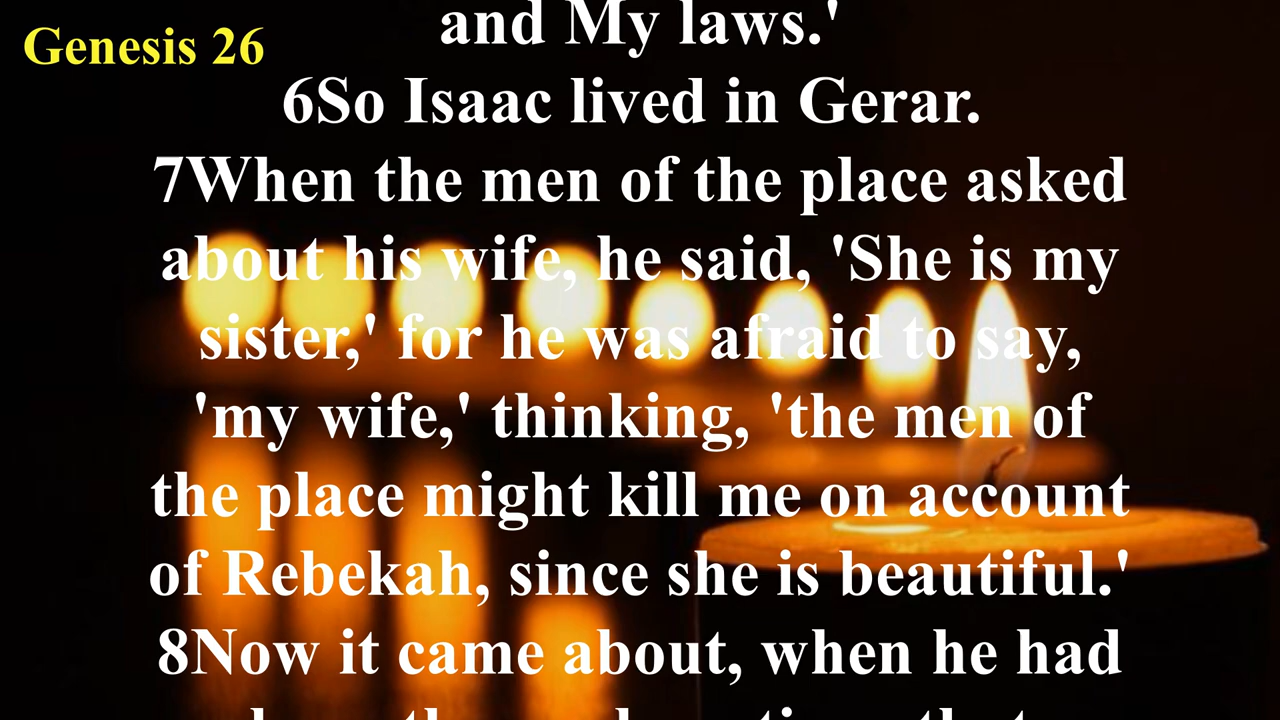 Genesis 26
and My laws.'
6So Isaac lived in Gerar.
7When the men of the place asked
about his wife, he said, 'She is my
sister,' for he was afraid to say,
'my wife,' thinking, 'the men of
the place might kill me on account
of Rebekah, since she is beautiful.'
8Now it came about, when he had